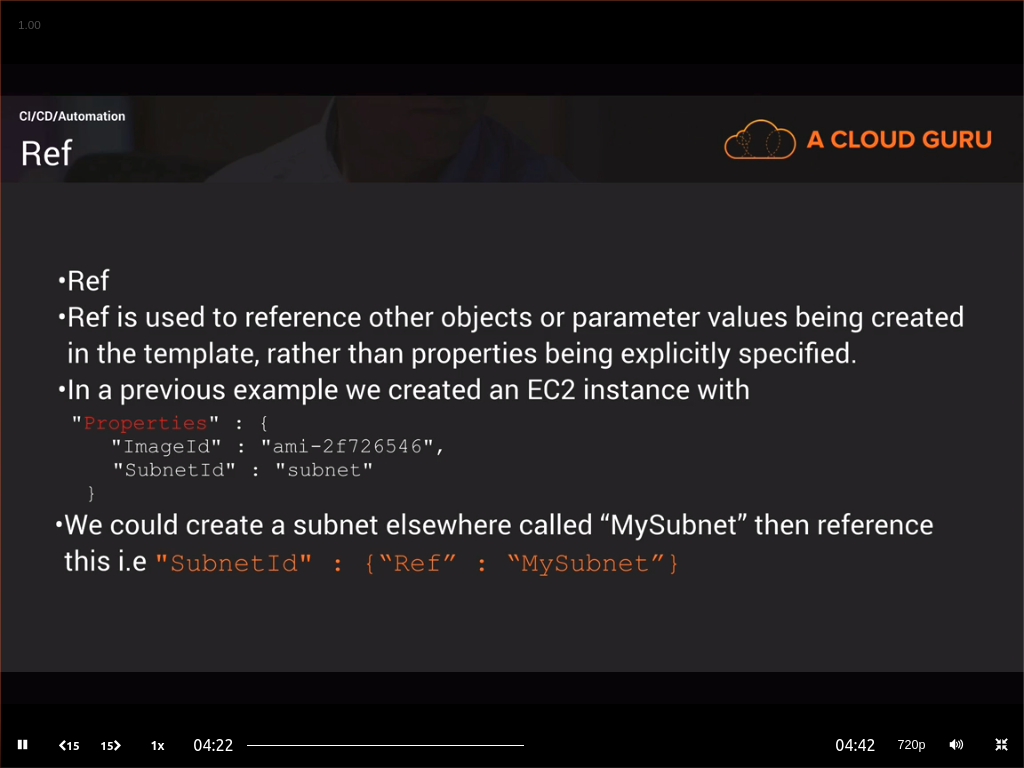 1.00
CI/CD/Automation
Ref
A CLOUD GURU
•Ref
•Ref is used to reference other objects or parameter values being created
in the template, rather than properties being explicitly specified.
•In a previous example we created an EC2 instance with
"Properties" : {
"ImageId" : "ami-2f726546",
"SubnetId" : "subnet"
}
•We could create a subnet elsewhere called “MySubnet” then reference
this i.e "SubnetId" : {“Ref” : “MySubnet”}
15 15 1x 04:22 04:42 720p